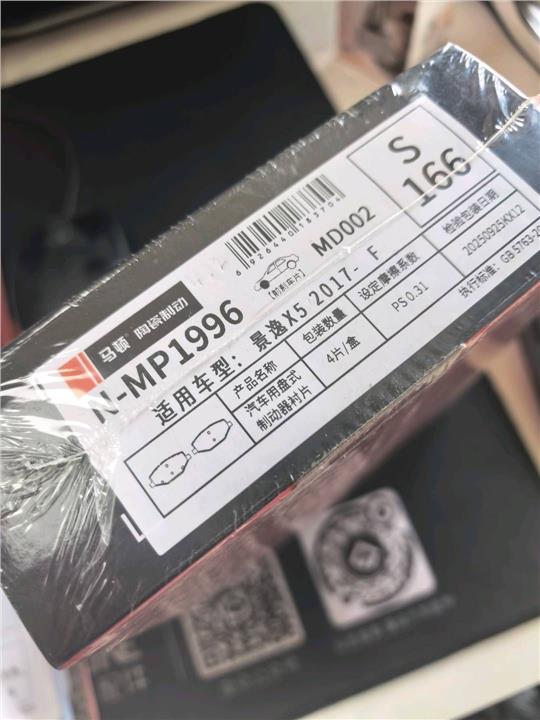 S
166
6926440183704
MD002
【前刹车片】
马顿 陶瓷制动
N-MP1996
适用车型：景逸X5 2017- F
产品名称
包装数量
设定摩擦系数
检验包装日期
汽车用盘式
制动器衬片
4片/盒
PS 0.31
20250925KX12
执行标准：GB 5763-20